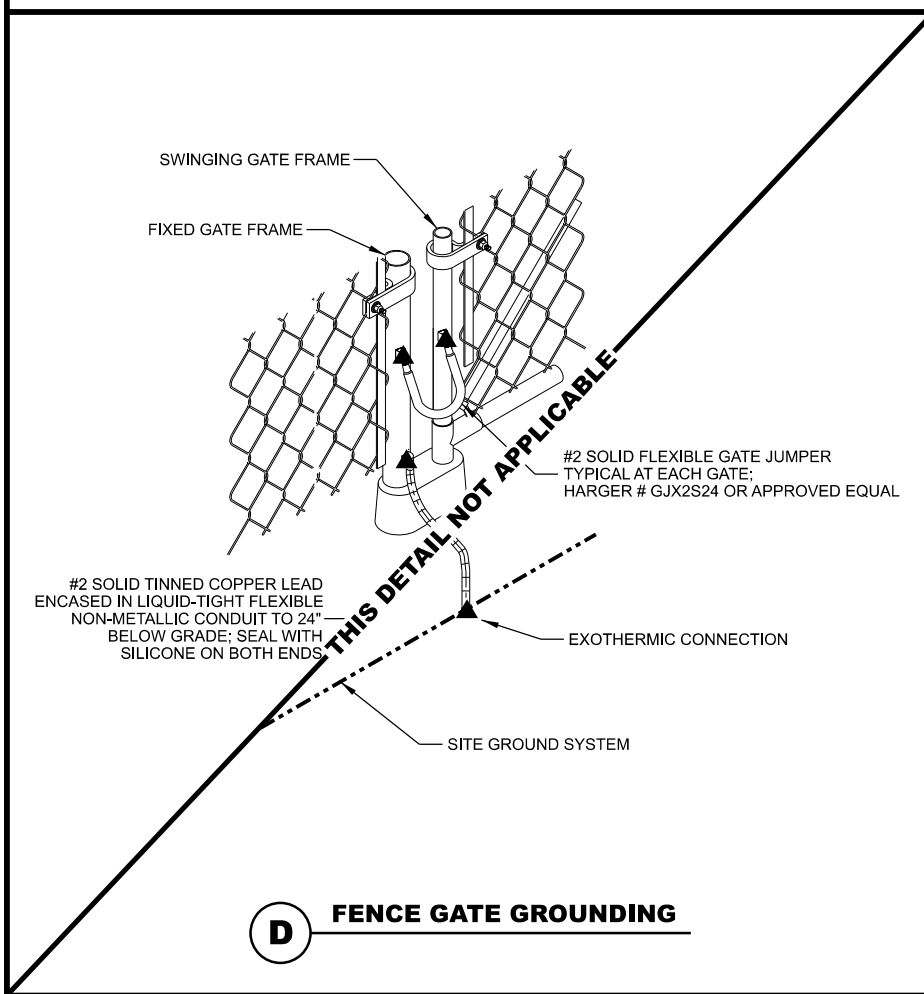 SWINGING GATE FRAME
FIXED GATE FRAME
#2 SOLID FLEXIBLE GATE JUMPER
TYPICAL AT EACH GATE;
HARGER # GJX2S24 OR APPROVED EQUAL
THIS DETAIL NOT APPLICABLE
#2 SOLID TINNED COPPER LEAD
ENCASED IN LIQUID-TIGHT FLEXIBLE
NON-METALLIC CONDUIT TO 24"
BELOW GRADE; SEAL WITH
SILICONE ON BOTH ENDS
EXOTHERMIC CONNECTION
SITE GROUND SYSTEM
D
FENCE GATE GROUNDING